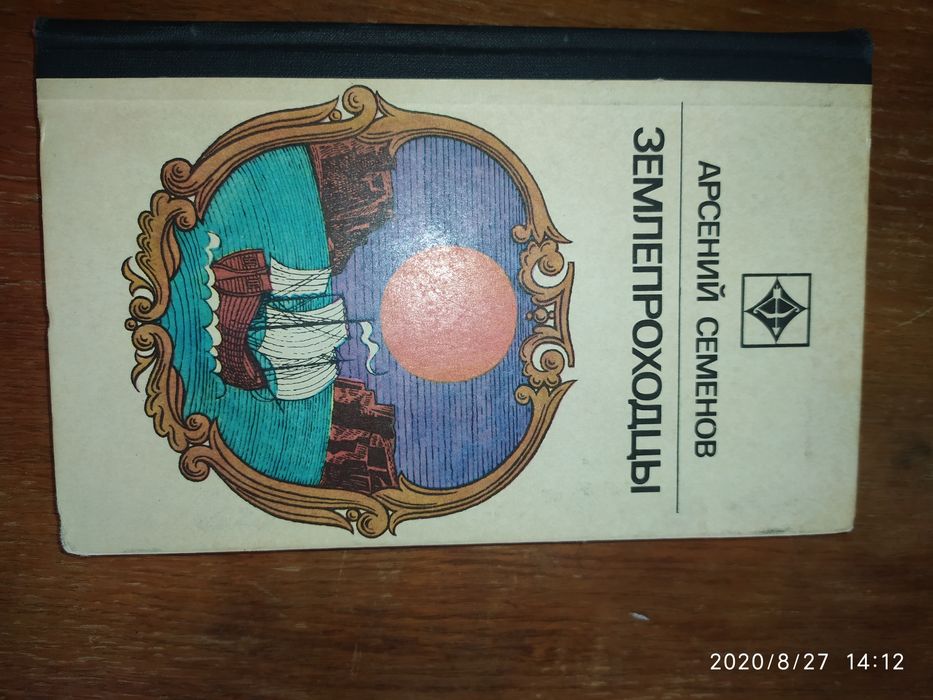 АРСЕНИЙ СЕМЕНОВ
ЗЕМЛЕПРОХОДЦЫ
2020/8/27 14:12